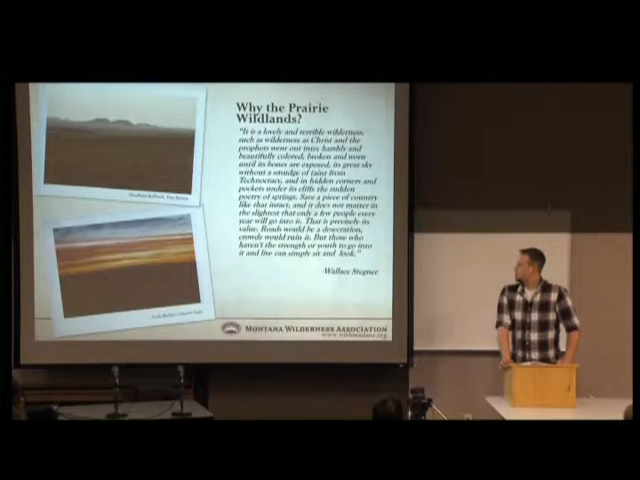 Why the Prairie
Wildlands?
"It is a lovely and terrible wilderness,
such as wilderness as Christ and the
prophets went out into; harshly and
beautifully colored, broken and worn
until its bones are exposed, its great sky
without a smudge of taint from
Technocracy, and in hidden corners and
pockets under its cliffs the sudden
poetry of springs. Save a piece of country
like that intact, and it does not matter in
the slightest that only a few people every
year will go into it. That is precisely its
value. Roads would be a desecration,
crowds would ruin it. But those who
haven't the strength or youth to go into
it and live can simply sit and look."
-Wallace Stegner
MONTANA WILDERNESS ASSOCIATION